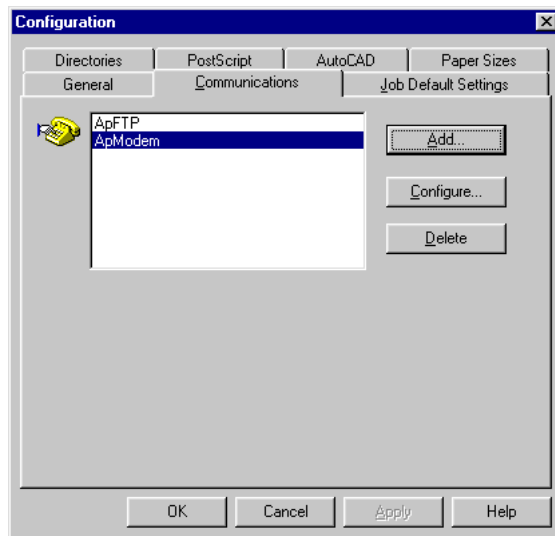 Configuration
Directories
PostScript
AutoCAD
Paper Sizes
General
Communications
Job Default Settings
ApFTP
ApModem
Add...
Configure...
Delete
OK
Cancel
Apply
Help